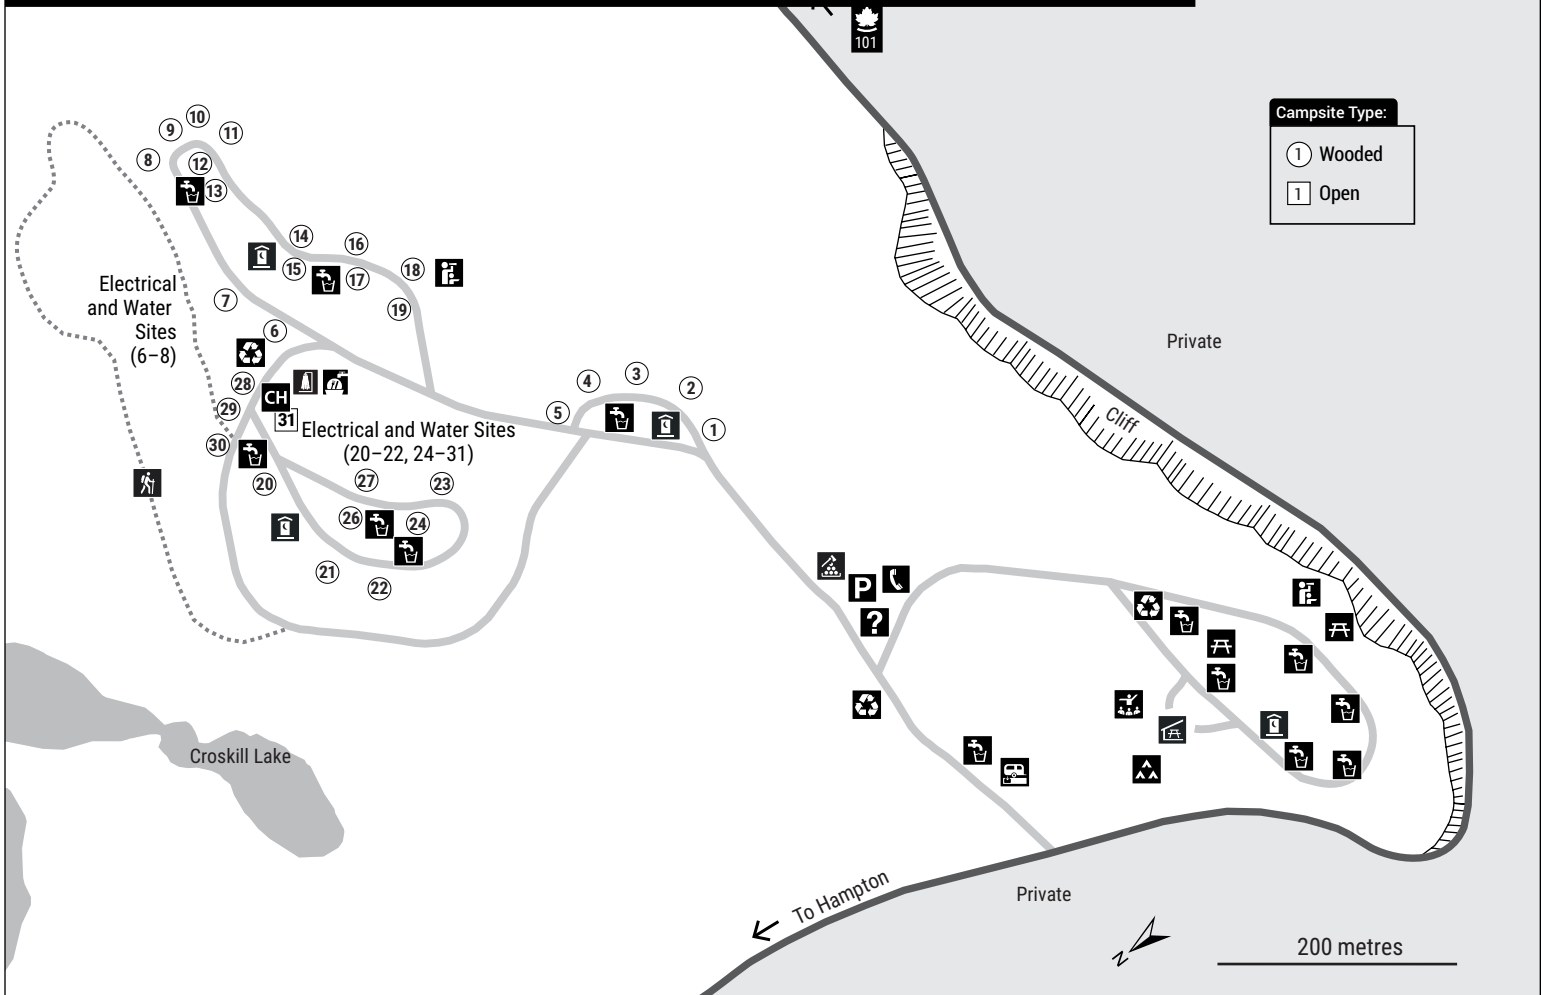 101
Campsite Type:
1 Wooded
1 Open
10
9
11
8
12
13
14
16
15
17
18
19
7
6
Electrical
and Water
Sites
(6–8)
Private
28
CH
29
31
30
Electrical and Water Sites
(20–22, 24–31)
4
3
2
5
1
Cliff
20
27
23
26
24
21
22
P
?
Croskill Lake
To Hampton
Private
N
200 metres